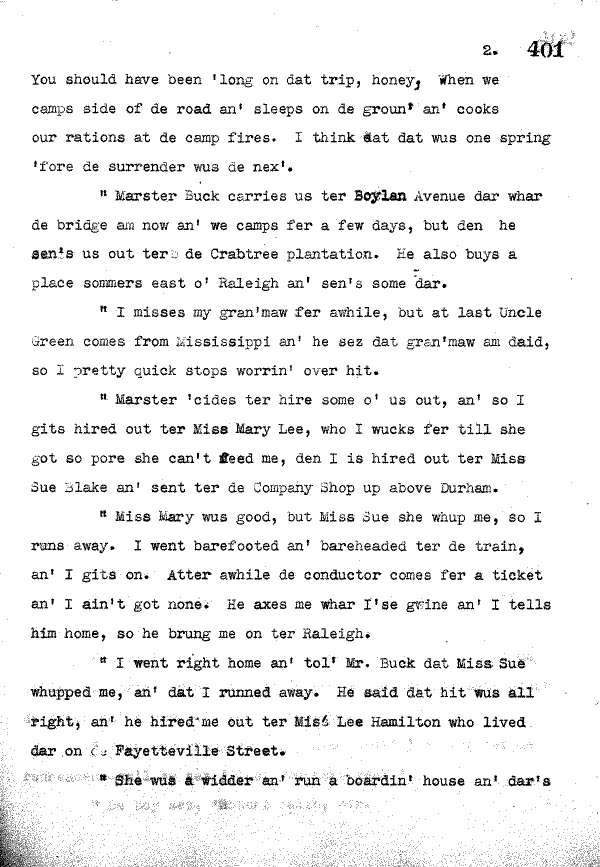 2. 401
You should have been 'long on dat trip, honey, When we
camps side of de road an' sleeps on de groun' an' cooks
our rations at de camp fires. I think dat dat wus one spring
'fore de surrender wus de nex'.
" Marster Buck carries us ter Boylan Avenue dar whar
de bridge am now an' we camps fer a few days, but den he
sen's us out ter de Crabtree plantation. He also buys a
place sommers east o' Raleigh an' sen's some dar.
" I misses my gran'maw fer awhile, but at last Uncle
Green comes from Mississippi an' he sez dat gran'maw am daid,
so I pretty quick stops worrin' over hit.
" Marster 'cides ter hire some o' us out, an' so I
gits hired out ter Miss Mary Lee, who I wucks fer till she
got so pore she can't feed me, den I is hired out ter Miss
Sue Blake an' sent ter de Company Shop up above Durham.
" Miss Mary wus good, but Miss Sue she whup me, so I
runs away. I went barefooted an' bareheaded ter de train,
an' I gits on. Atter awhile de conductor comes fer a ticket
an' I ain't got none. He axes me whar I'se gwine an' I tells
him home, so he brung me on ter Raleigh.
" I went right home an' tol' Mr. Buck dat Miss Sue
whupped me, an' dat I runned away. He said dat hit wus all
right, an' he hired me out ter Miss Lee Hamilton who lived
dar on Fayetteville Street.
" She wus a widder an' run a boardin' house an' dar's